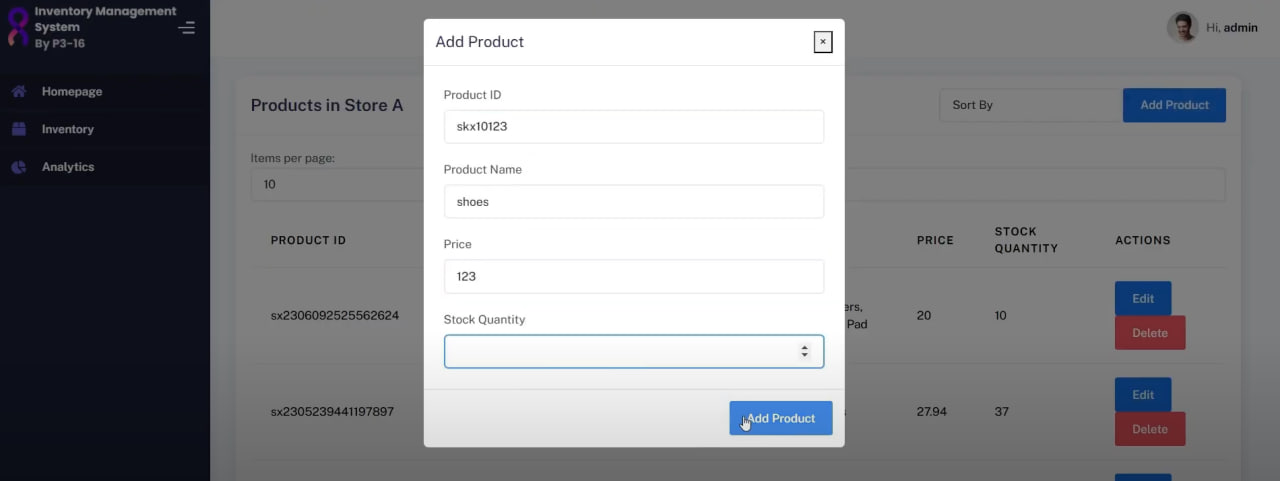 Inventory Management
System
By P3-16
Homepage
Inventory
Analytics
Hi, admin
Products in Store A
Sort By
Add Product
Items per page:
10
PRODUCT ID
PRICE
STOCK
QUANTITY
ACTIONS
sx2306092525562624
Pad
20
10
Edit
Delete
sx2305239441197897
27.94
37
Edit
Delete
Add Product
×
Product ID
skx10123
Product Name
shoes
Price
123
Stock Quantity
Add Product